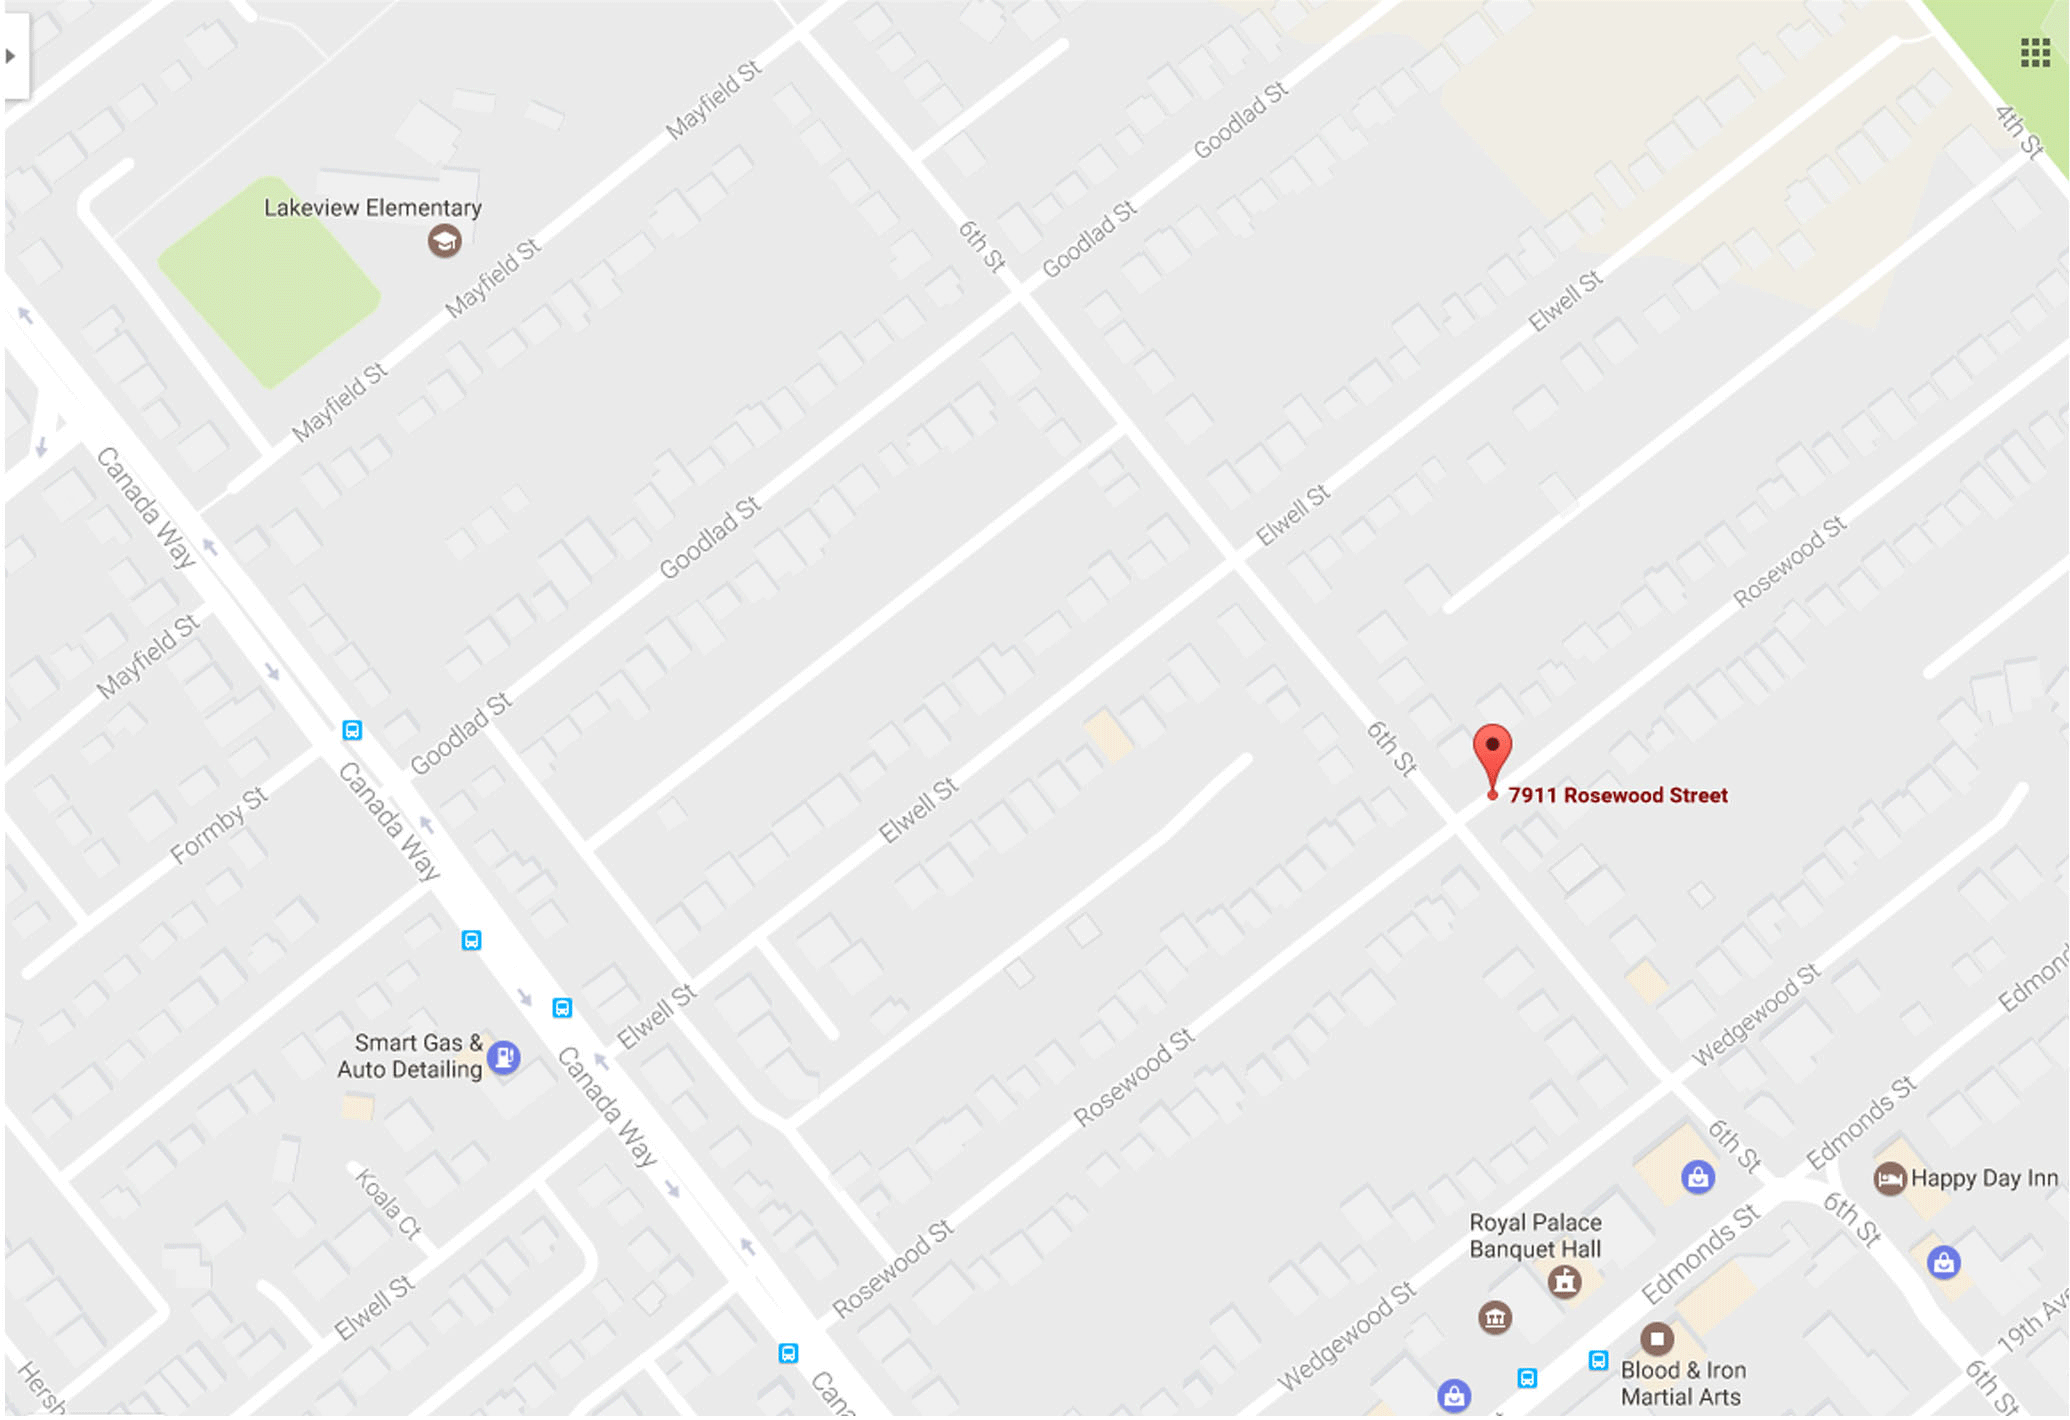 Mayfield St
Goodlad St
4th St
Lakeview Elementary
6th St
Goodlad St
Mayfield St
Elwell St
Mayfield St
Canada Way
Elwell St
Goodlad St
Rosewood St
Mayfield St
Goodlad St
6th St
7911 Rosewood Street
Formby St
Canada Way
Elwell St
Edmond
Wedgewood St
Elwell St
Smart Gas &
Auto Detailing
Canada Way
Rosewood St
Edmonds St
6th St
Happy Day Inn
Koala Ct
6th St
Royal Palace
Banquet Hall
Edmonds St
Rosewood St
Elwell St
Wedgewood St
19th Ave
Blood & Iron
Martial Arts
Hersh
Cana
6th St